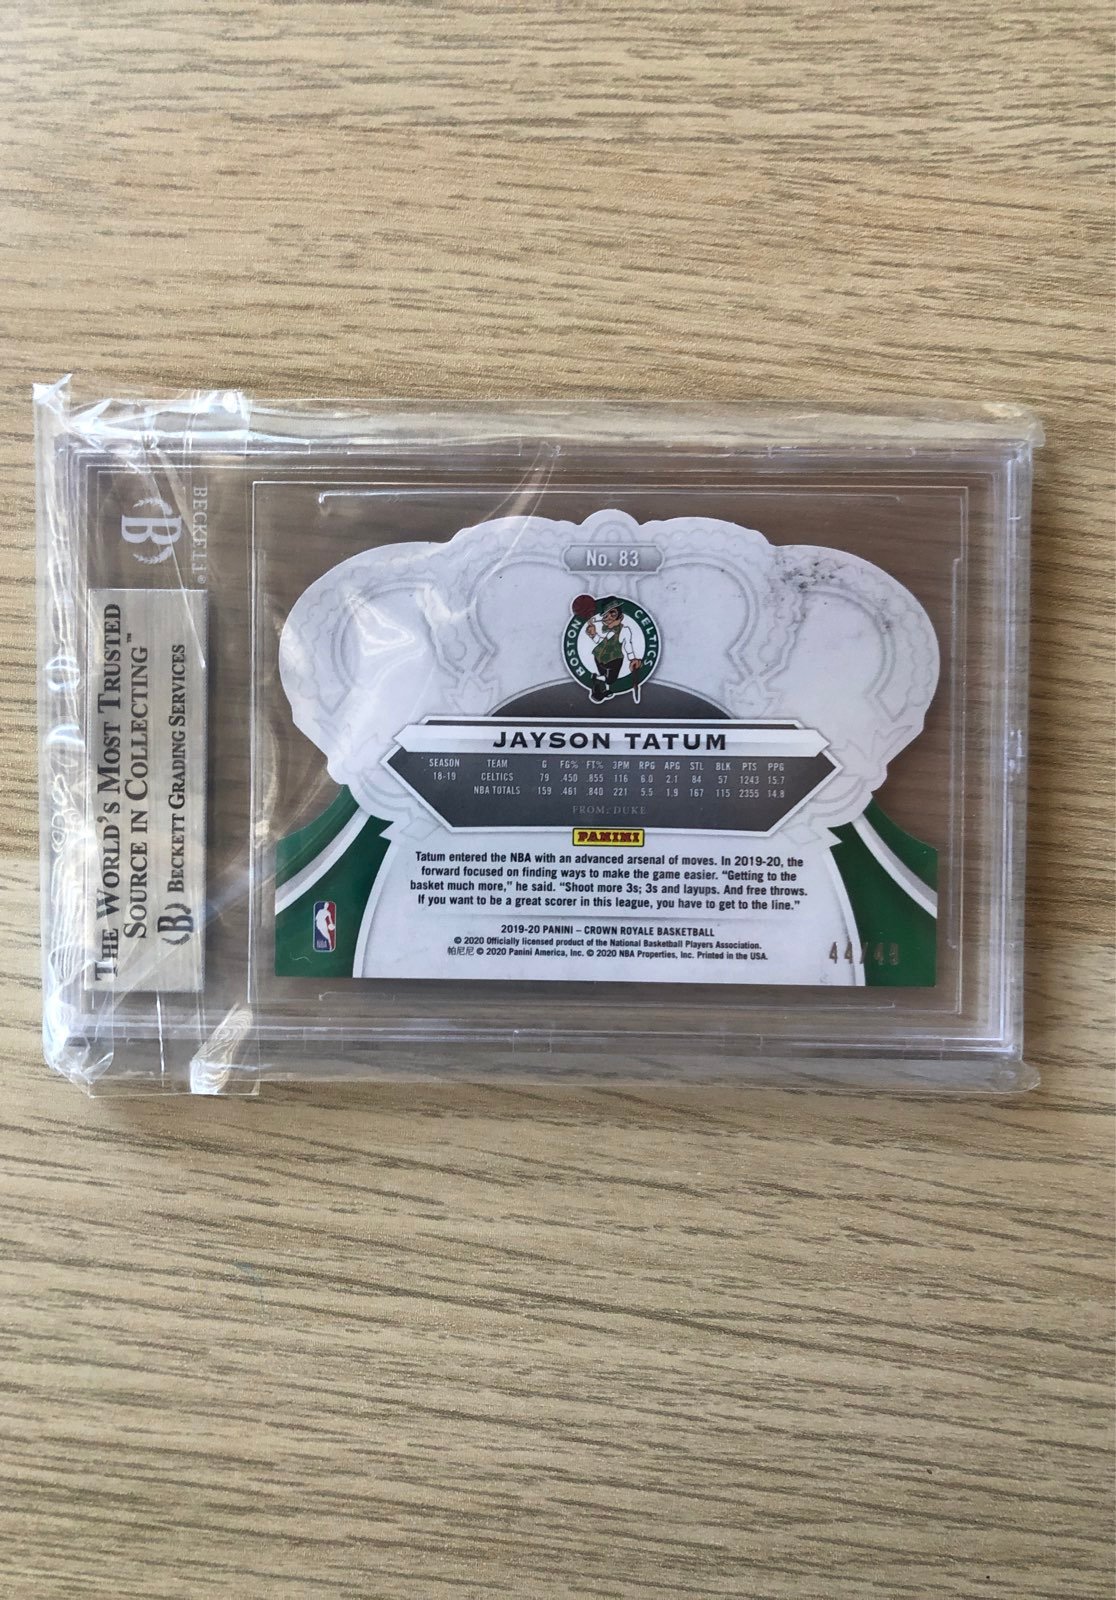 BECKETT®
B
THE WORLD'S MOST TRUSTED
SOURCE IN COLLECTING™
B BECKETT GRADING SERVICES
No. 83
BOSTON CELTICS
JAYSON TATUM
SEASON TEAM G FG% FT% 3PM RPG APG STL BLK PTS PPG
18-19 CELTICS 79 .450 .855 116 6.0 2.1 84 57 1243 15.7
NBA TOTALS 159 .461 .840 221 5.5 1.9 167 115 2355 14.8
FROM: DUKE
PANINI
Tatum entered the NBA with an advanced arsenal of moves. In 2019-20, the
forward focused on finding ways to make the game easier. “Getting to the
basket much more,” he said. “Shoot more 3s; 3s and layups. And free throws.
If you want to be a great scorer in this league, you have to get to the line.”
2019-20 PANINI – CROWN ROYALE BASKETBALL
© 2020 Officially licensed product of the National Basketball Players Association.
帕尼尼 © 2020 Panini America, Inc. © 2020 NBA Properties, Inc. Printed in the USA.
NBA